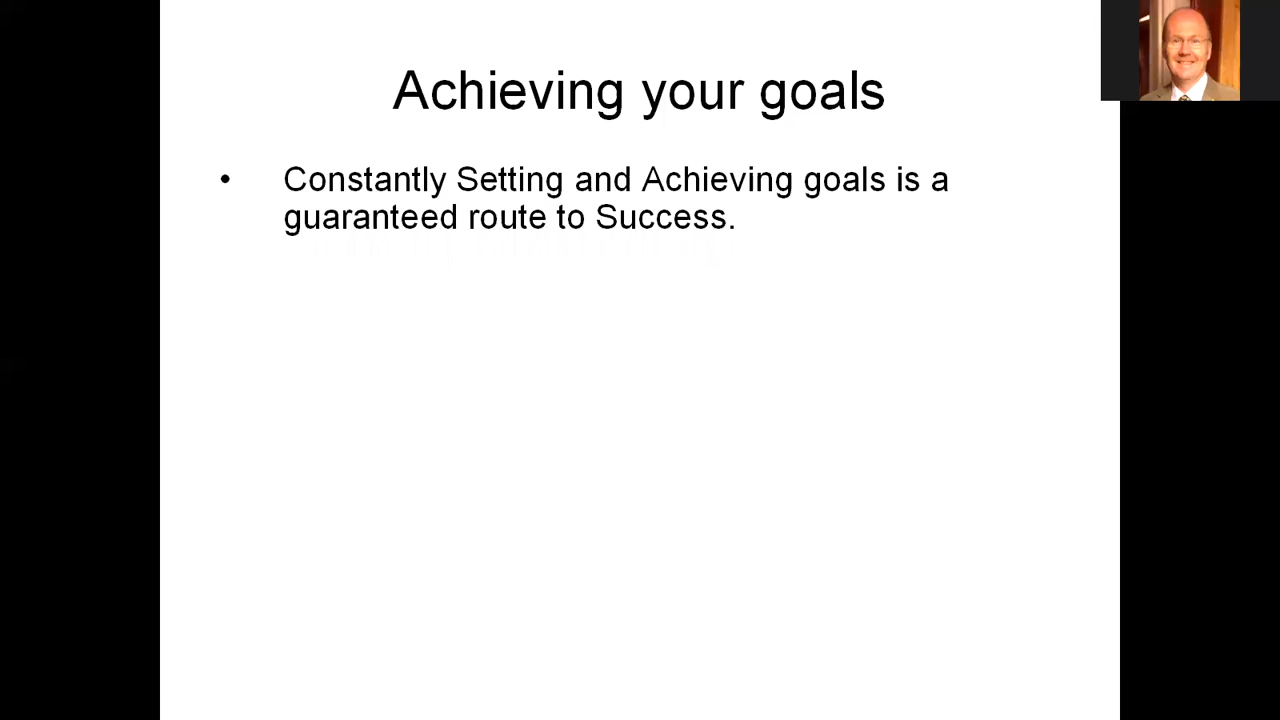 Achieving your goals
• Constantly Setting and Achieving goals is a
guaranteed route to Success.